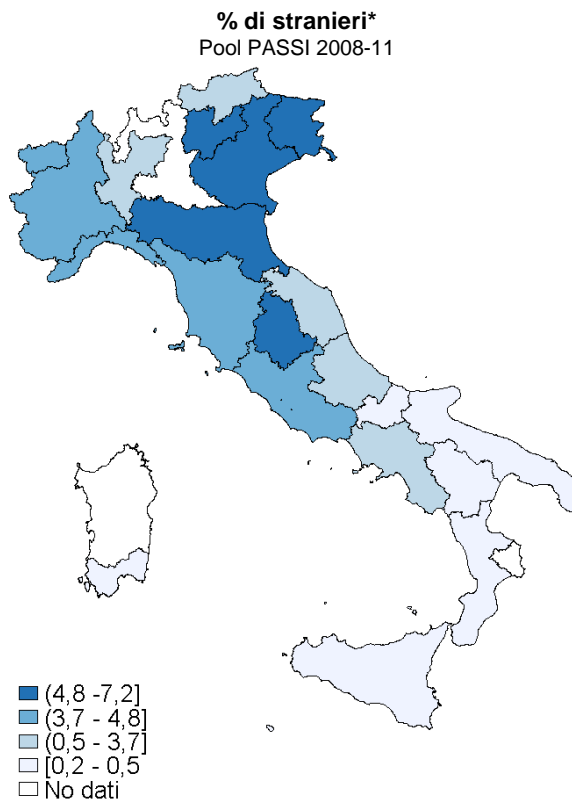 % di stranieri*
Pool PASSI 2008-11
(4,8 -7,2]
(3,7 - 4,8]
(0,5 - 3,7]
[0,2 - 0,5
No dati